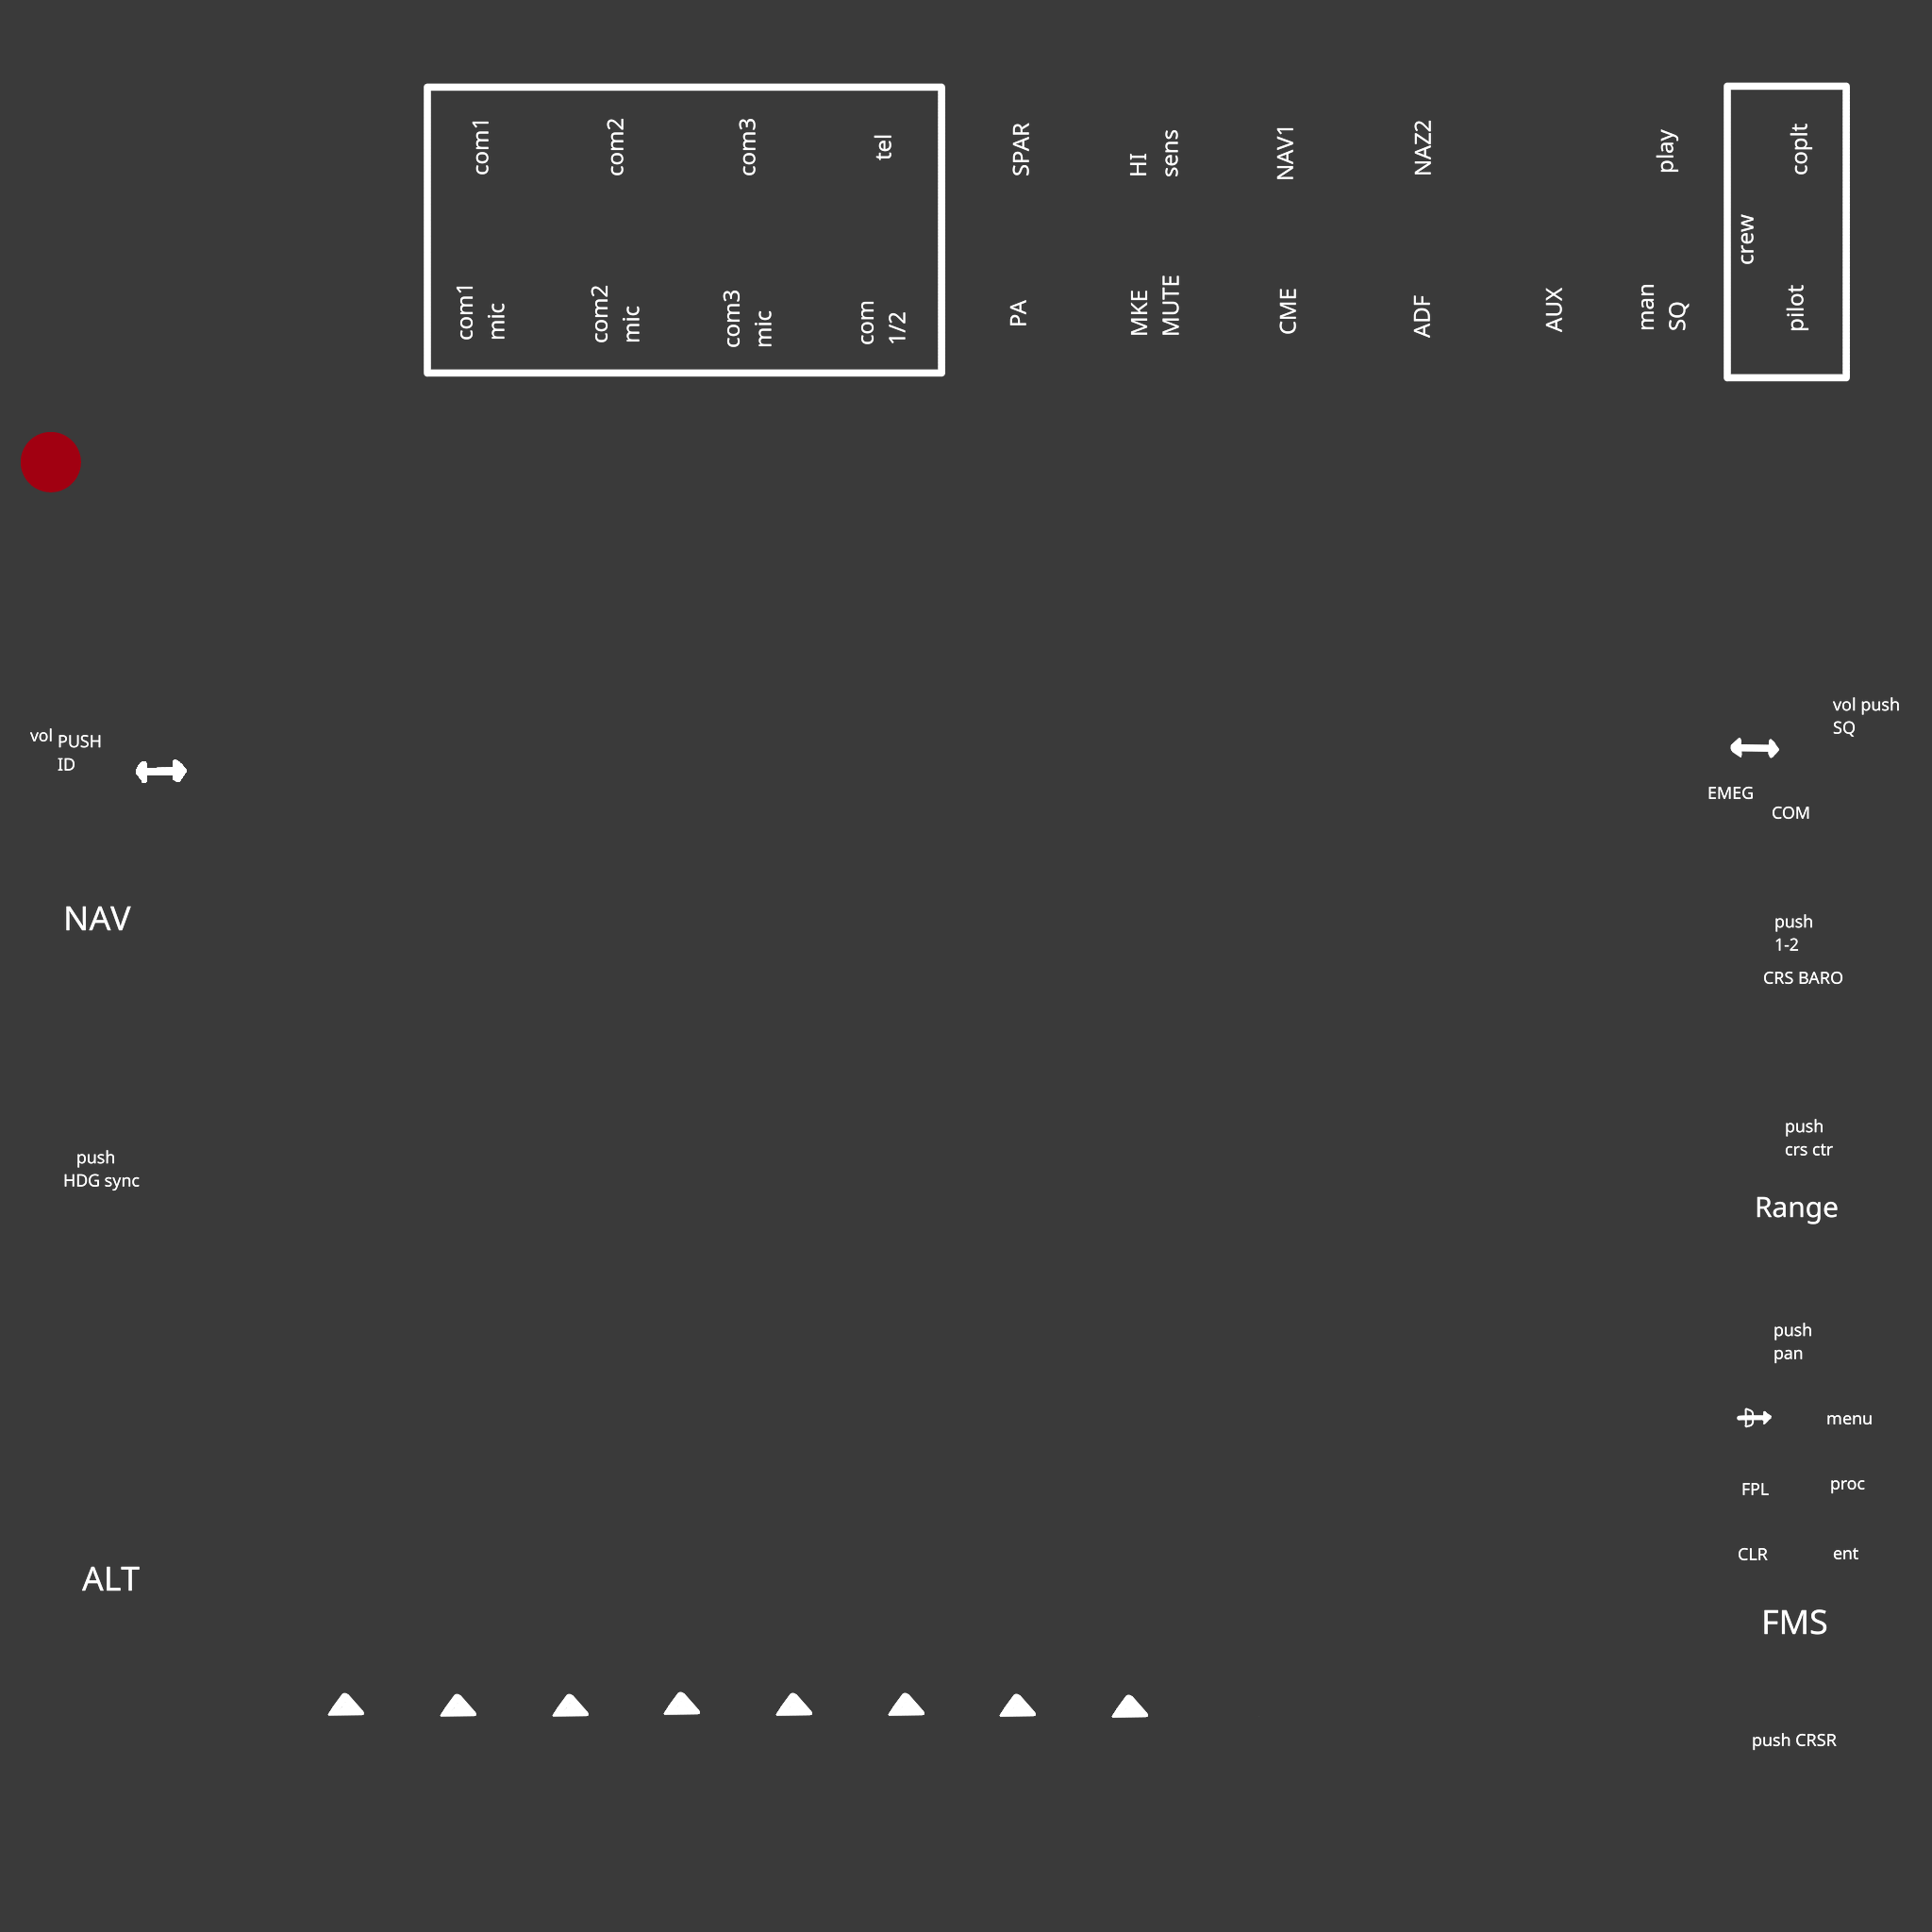 com1
com2
com3
tel
SPAR
HI
sens
NAV1
NAZ2
play
coplt
crew
com1
mic
com2
mic
com3
mic
com
1/2
PA
MKE
MUTE
CME
ADF
AUX
man
SQ
pilot
vol push
SQ
vol PUSH
ID
EMEG
COM
NAV
push
1-2
CRS BARO
push
crs ctr
push
HDG sync
Range
push
pan
D menu
FPL proc
CLR ent
ALT
FMS
push CRSR